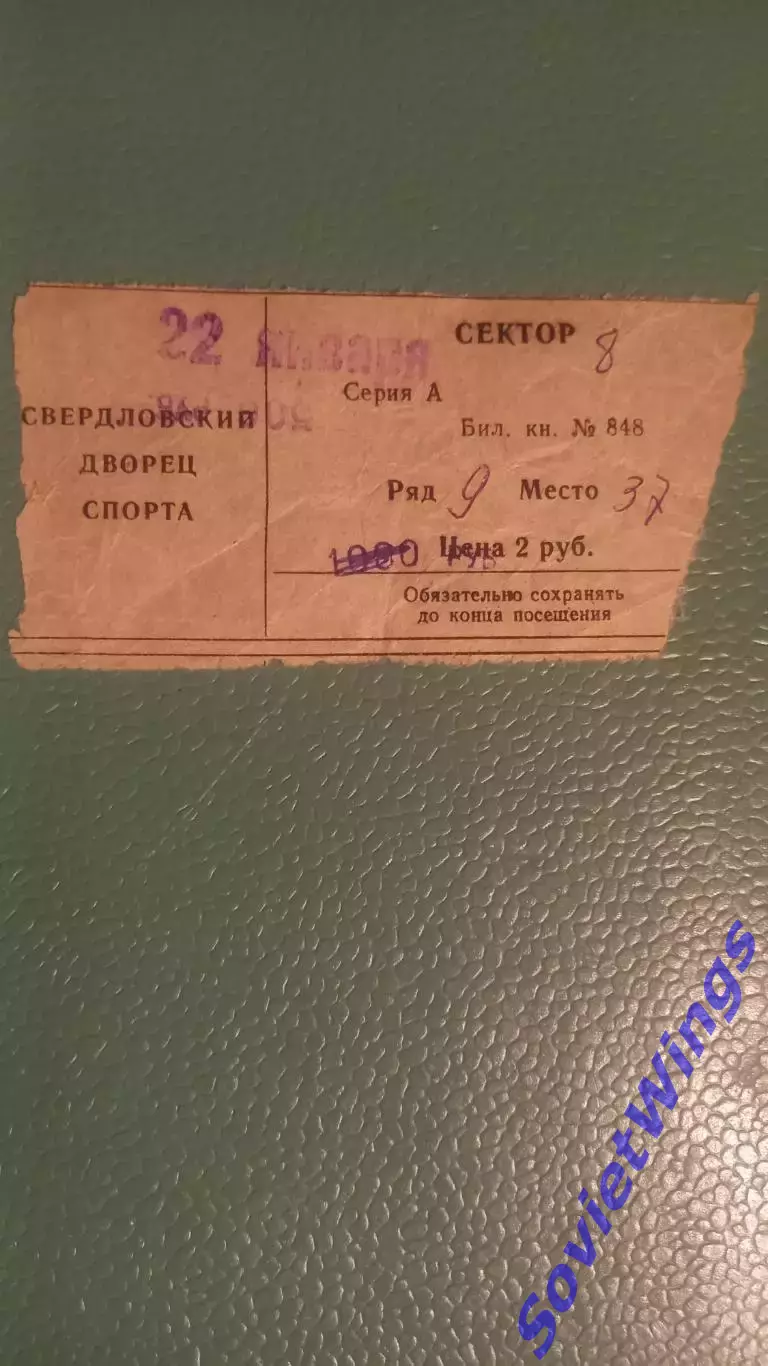 22 января
СЕКТОР 8
Серия А
Бил. кн. № 848
СВЕРДЛОВСКИЙ
ДВОРЕЦ
СПОРТА
Ряд 9 Место 37
1000 Цена 2 руб.
Обязательно сохранять
до конца посещения
SovietWings